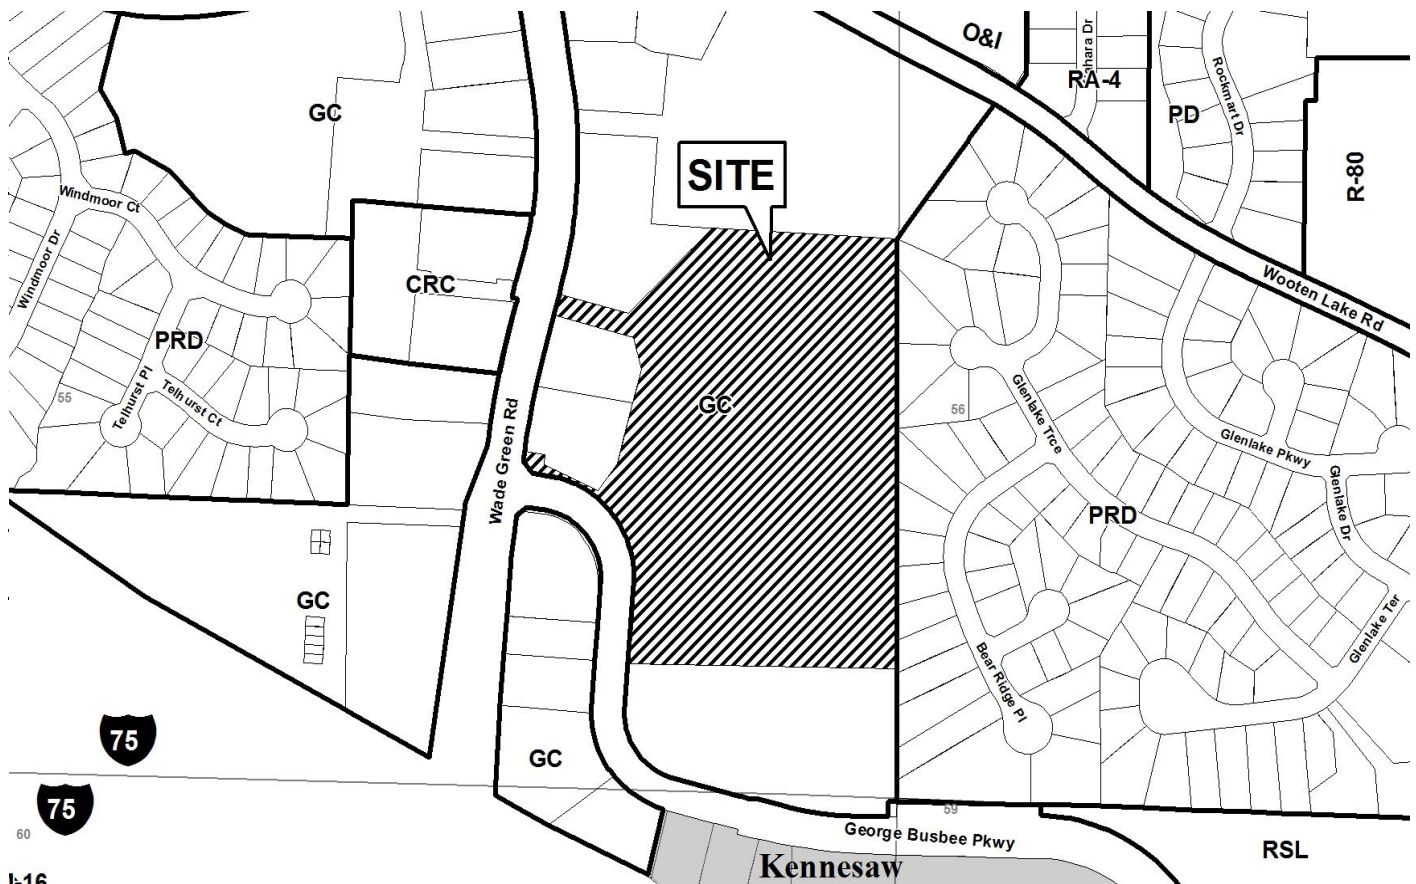 O&I
RA-4
PD
Rockmart Dr
R-80
GC
SITE
Windmoor Ct
Windmoor Dr
CRC
PRD
Wooten Lake Rd
55
Telhurst Pl
Telhurst Ct
Wade Green Rd
GC
56
Glenlake Trce
Glenlake Pkwy
Glenlake Dr
PRD
GC
Glenlake Ter
Bear Ridge Pl
75
GC
75
60
59
George Busbee Pkwy
RSL
Kennesaw